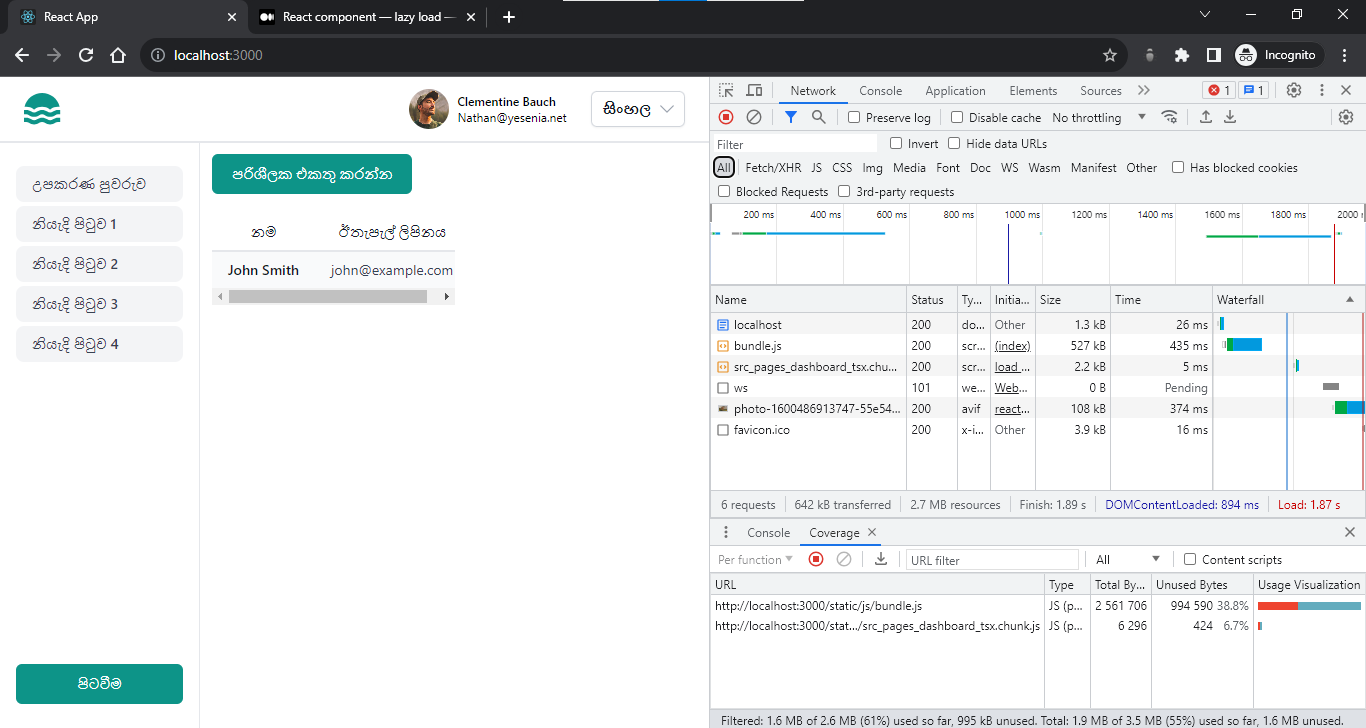 React App
React component — lazy load —
localhost:3000
Incognito
Clementine Bauch
Nathan@yesenia.net
සිංහල
උපකරණ පුවරුව
නියැදි පිටුව 1
නියැදි පිටුව 2
නියැදි පිටුව 3
නියැදි පිටුව 4
පිටවීම
පරිශීලක එකතු කරන්න
නම ඊතැපැල් ලිපිනය
John Smith john@example.com
Network Console Application Elements Sources 1 1
Preserve log Disable cache No throttling
Filter Invert Hide data URLs
All Fetch/XHR JS CSS Img Media Font Doc WS Wasm Manifest Other Has blocked cookies
Blocked Requests 3rd-party requests
200 ms 400 ms 600 ms 800 ms 1000 ms 1200 ms 1400 ms 1600 ms 1800 ms 2000
Name Status Ty... Initia... Size Time Waterfall
localhost 200 do... Other 1.3 kB 26 ms
bundle.js 200 scr... (index) 527 kB 435 ms
src_pages_dashboard_tsx.chu... 200 scr... load ... 2.2 kB 5 ms
ws 101 we... Web... 0 B Pending
photo-1600486913747-55e54... 200 avif react... 108 kB 374 ms
favicon.ico 200 x-i... Other 3.9 kB 16 ms
6 requests 642 kB transferred 2.7 MB resources Finish: 1.89 s DOMContentLoaded: 894 ms Load: 1.87 s
Console Coverage
Per function URL filter All Content scripts
URL Type Total By... Unused Bytes Usage Visualization
http://localhost:3000/static/js/bundle.js JS (p... 2 561 706 994 590 38.8%
http://localhost:3000/stat.../src_pages_dashboard_tsx.chunk.js JS (p... 6 296 424 6.7%
Filtered: 1.6 MB of 2.6 MB (61%) used so far, 995 kB unused. Total: 1.9 MB of 3.5 MB (55%) used so far, 1.6 MB unused.